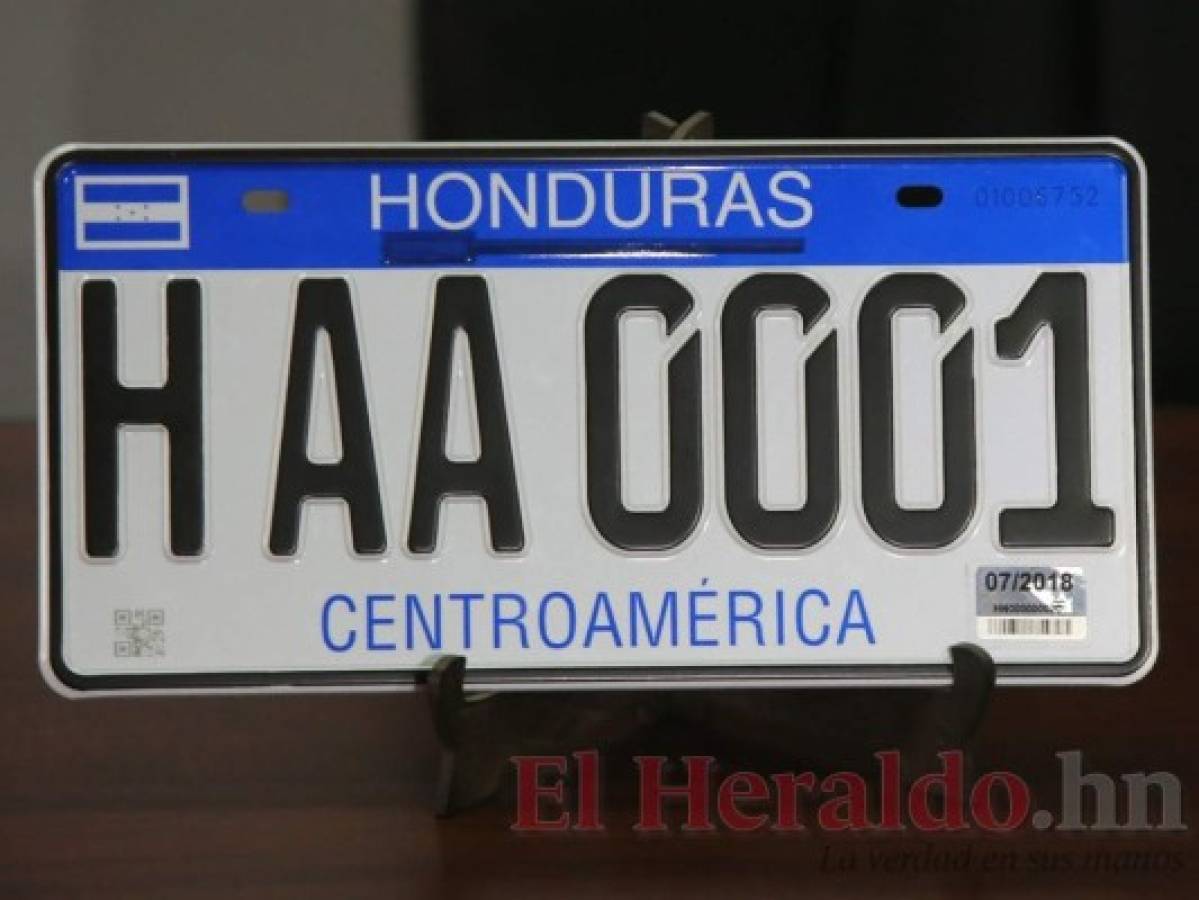 HONDURAS
01005752
H AA 0001
07/2018
CENTROAMÉRICA
El Heraldo.hn
La verdad en sus manos